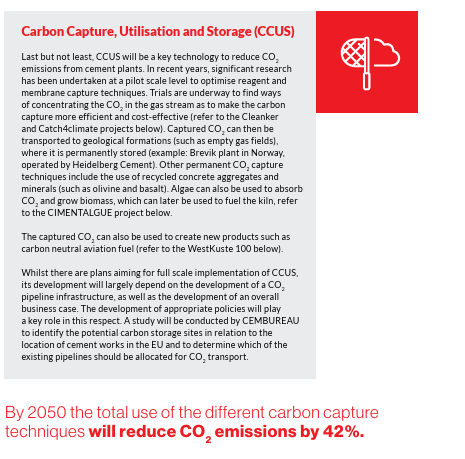 Carbon Capture, Utilisation and Storage (CCUS)
Last but not least, CCUS will be a key technology to reduce CO₂
emissions from cement plants. In recent years, significant research
has been undertaken at a pilot scale level to optimise reagent and
membrane capture techniques. Trials are underway to find ways
of concentrating the CO₂ in the gas stream as to make the carbon
capture more efficient and cost-effective (refer to the Cleanker
and Catch4climate projects below). Captured CO₂ can then be
transported to geological formations (such as empty gas fields),
where it is permanently stored (example: Brevik plant in Norway,
operated by Heidelberg Cement). Other permanent CO₂ capture
techniques include the use of recycled concrete aggregates and
minerals (such as olivine and basalt). Algae can also be used to absorb
CO₂ and grow biomass, which can later be used to fuel the kiln, refer
to the CIMENTALGUE project below.
The captured CO₂ can also be used to create new products such as
carbon neutral aviation fuel (refer to the WestKuste 100 below).
Whilst there are plans aiming for full scale implementation of CCUS,
its development will largely depend on the development of a CO₂
pipeline infrastructure, as well as the development of an overall
business case. The development of appropriate policies will play
a key role in this respect. A study will be conducted by CEMBUREAU
to identify the potential carbon storage sites in relation to the
location of cement works in the EU and to determine which of the
existing pipelines should be allocated for CO₂ transport.
By 2050 the total use of the different carbon capture
techniques will reduce CO₂ emissions by 42%.